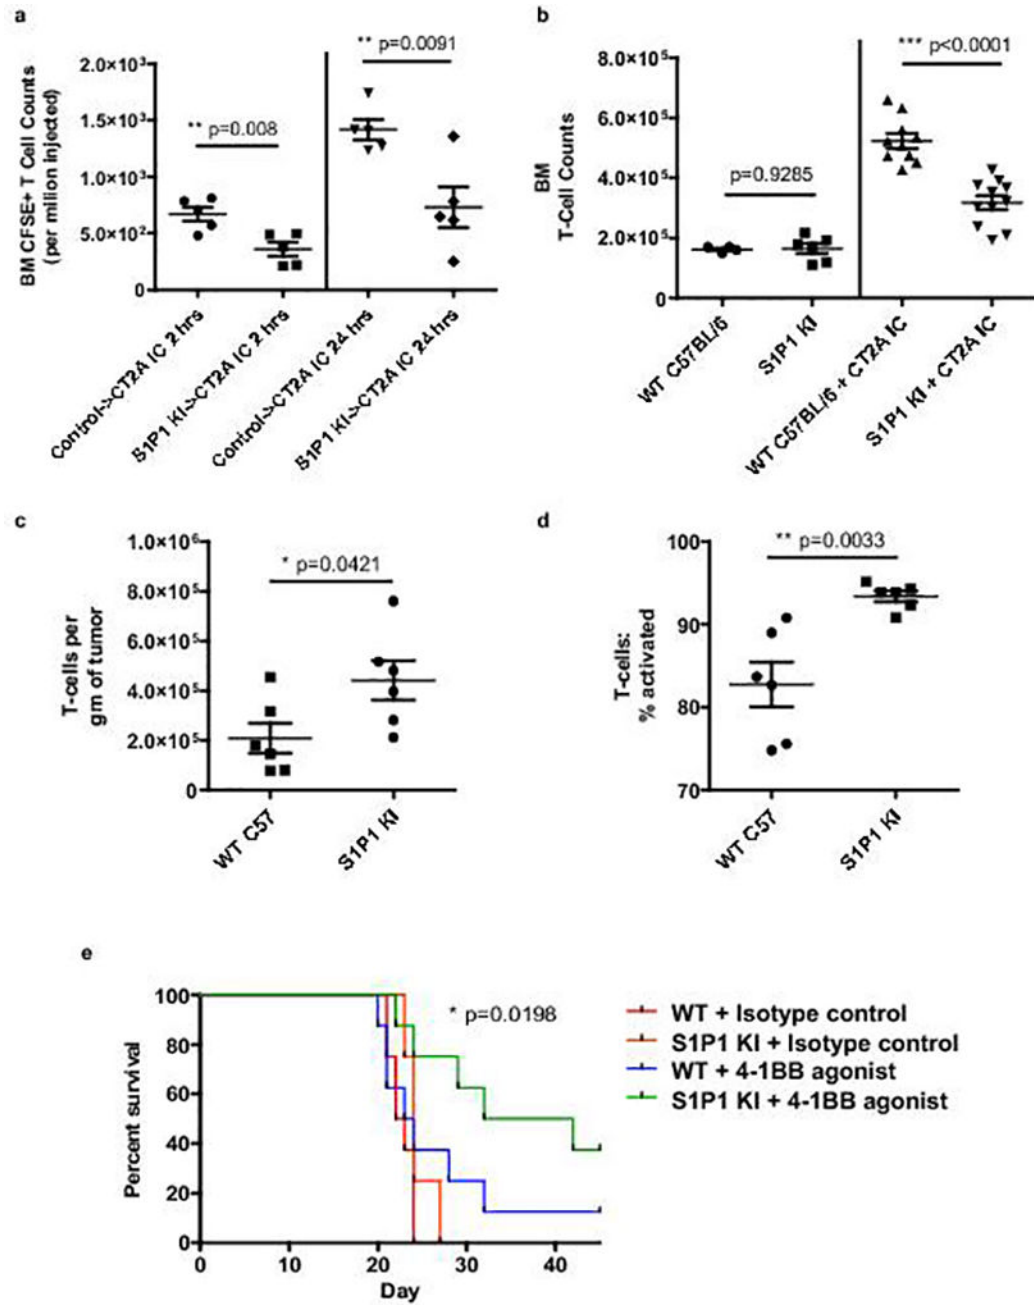 a
BM CFSE+ T Cell Counts
(per milion Injected)
2.0×10³
1.5×10³
1.0×10³
5.0×10²
0
** p=0.008
** p=0.0091
Control->CT2A IC 2 hrs
S1P1 KI->CT2A IC 2 hrs
Control->CT2A IC 24 hrs
S1P1 KI->CT2A IC 24 hrs
b
BM
T-Cell Counts
8.0×10⁵
6.0×10⁵
4.0×10⁵
2.0×10⁵
0
p=0.9285
*** p<0.0001
WT C57BL/6
S1P1 KI
WT C57BL/6 + CT2A IC
S1P1 KI + CT2A IC
c
T-cells per
gm of tumor
1.0×10⁶
8.0×10⁵
6.0×10⁵
4.0×10⁵
2.0×10⁵
0
* p=0.0421
WT C57
S1P1 KI
d
T-cells:
% activated
100
90
80
70
** p=0.0033
WT C57
S1P1 KI
e
Percent survival
100
80
60
40
20
0
* p=0.0198
0 10 20 30 40
Day
WT + Isotype control
S1P1 KI + Isotype control
WT + 4-1BB agonist
S1P1 KI + 4-1BB agonist